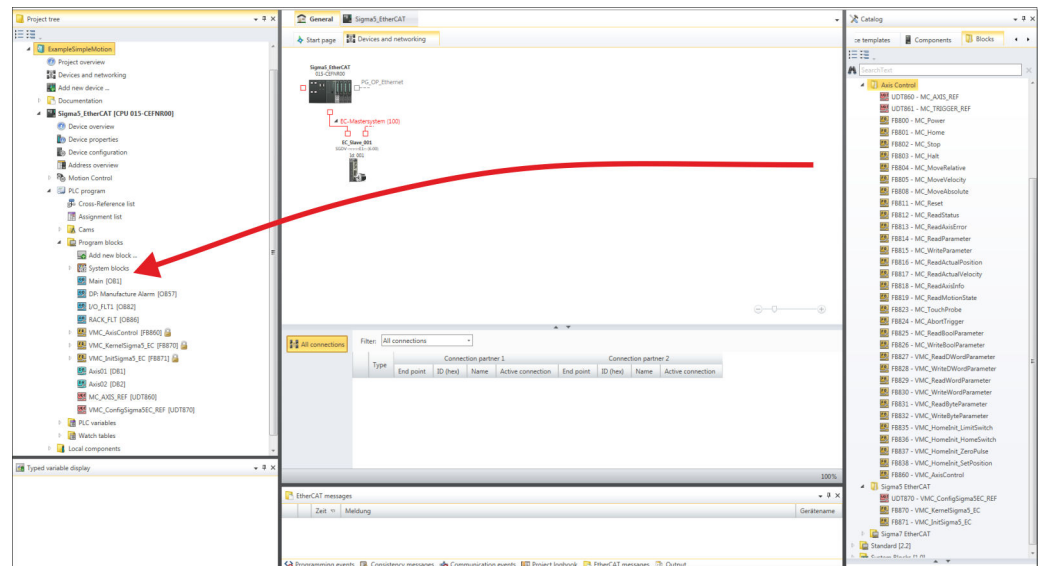 Project tree
ExampleSimpleMotion
Project overview
Devices and networking
Add new device ...
Documentation
Sigma5_EtherCAT [CPU 015-CEFNR00]
Device overview
Device properties
Device configuration
Address overview
Motion Control
PLC program
Cross-Reference list
Assignment list
Cams
Program blocks
Add new block ...
System blocks
Main [OB1]
DP: Manufacture Alarm [OB57]
I/O_FLT1 [OB82]
RACK_FLT [OB86]
VMC_AxisControl [FB860]
VMC_KernelSigma5_EC [FB870]
VMC_InitSigma5_EC [FB871]
Axis01 [DB1]
Axis02 [DB2]
MC_AXIS_REF [UDT860]
VMC_ConfigSigma5EC_REF [UDT870]
PLC variables
Watch tables
Local components
Typed variable display
General
Sigma5_EtherCAT
Start page
Devices and networking
Sigma5_EtherCAT
015-CEFNR00
PG_OP_Ethernet
EC-Mastersystem (100)
EC_Slave_001
Id 001
All connections
Filter: All connections
Type
Connection partner 1
Connection partner 2
End point ID (hex) Name Active connection End point ID (hex) Name Active connection
100%
EtherCAT messages
Zeit Meldung Gerätename
Programming events Consistency messages Communication events Project logbook EtherCAT messages Output
Catalog
ce templates Components Blocks
SearchText
Axis Control
UDT860 - MC_AXIS_REF
UDT861 - MC_TRIGGER_REF
FB800 - MC_Power
FB801 - MC_Home
FB802 - MC_Stop
FB803 - MC_Halt
FB804 - MC_MoveRelative
FB805 - MC_MoveVelocity
FB808 - MC_MoveAbsolute
FB811 - MC_Reset
FB812 - MC_ReadStatus
FB813 - MC_ReadAxisError
FB814 - MC_ReadParameter
FB815 - MC_WriteParameter
FB816 - MC_ReadActualPosition
FB817 - MC_ReadActualVelocity
FB818 - MC_ReadAxisInfo
FB819 - MC_ReadMotionState
FB823 - MC_TouchProbe
FB824 - MC_AbortTrigger
FB825 - MC_ReadBoolParameter
FB826 - MC_WriteBoolParameter
FB827 - VMC_ReadDWordParameter
FB828 - VMC_WriteDWordParameter
FB829 - VMC_ReadWordParameter
FB830 - VMC_WriteWordParameter
FB831 - VMC_ReadByteParameter
FB832 - VMC_WriteByteParameter
FB835 - VMC_HomeInit_LimitSwitch
FB836 - VMC_HomeInit_HomeSwitch
FB837 - VMC_HomeInit_ZeroPulse
FB838 - VMC_HomeInit_SetPosition
FB860 - VMC_AxisControl
Sigma5 EtherCAT
UDT870 - VMC_ConfigSigma5EC_REF
FB870 - VMC_KernelSigma5_EC
FB871 - VMC_InitSigma5_EC
Sigma7 EtherCAT
Standard [2.2]